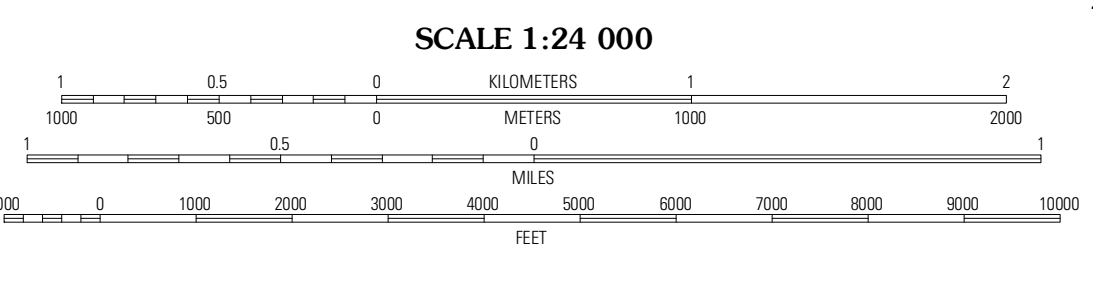 SCALE 1:24 000
1 0.5 0 KILOMETERS 1 2
1000 500 0 METERS 1000 2000
1 0.5 0 1
MILES
0 1000 2000 3000 4000 5000 6000 7000 8000 9000 10000
FEET